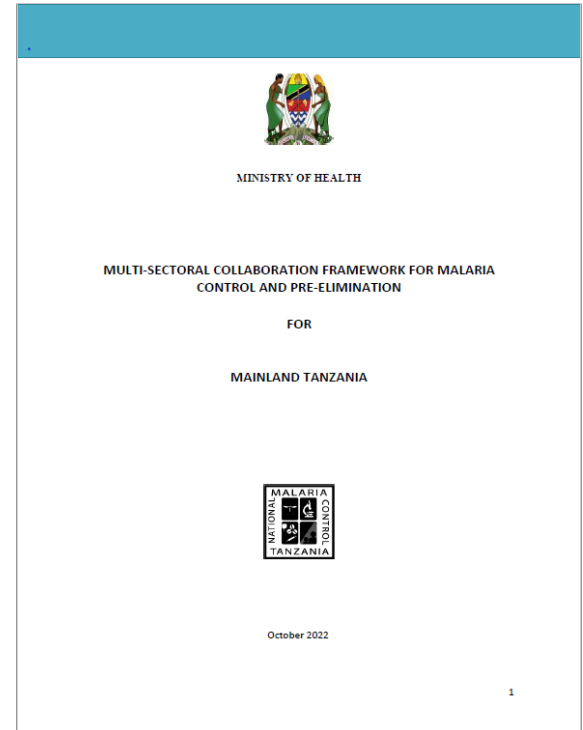 MINISTRY OF HEALTH
MULTI-SECTORAL COLLABORATION FRAMEWORK FOR MALARIA
CONTROL AND PRE-ELIMINATION
FOR
MAINLAND TANZANIA
NATIONAL
MALARIA
CONTROL
TANZANIA
October 2022
1